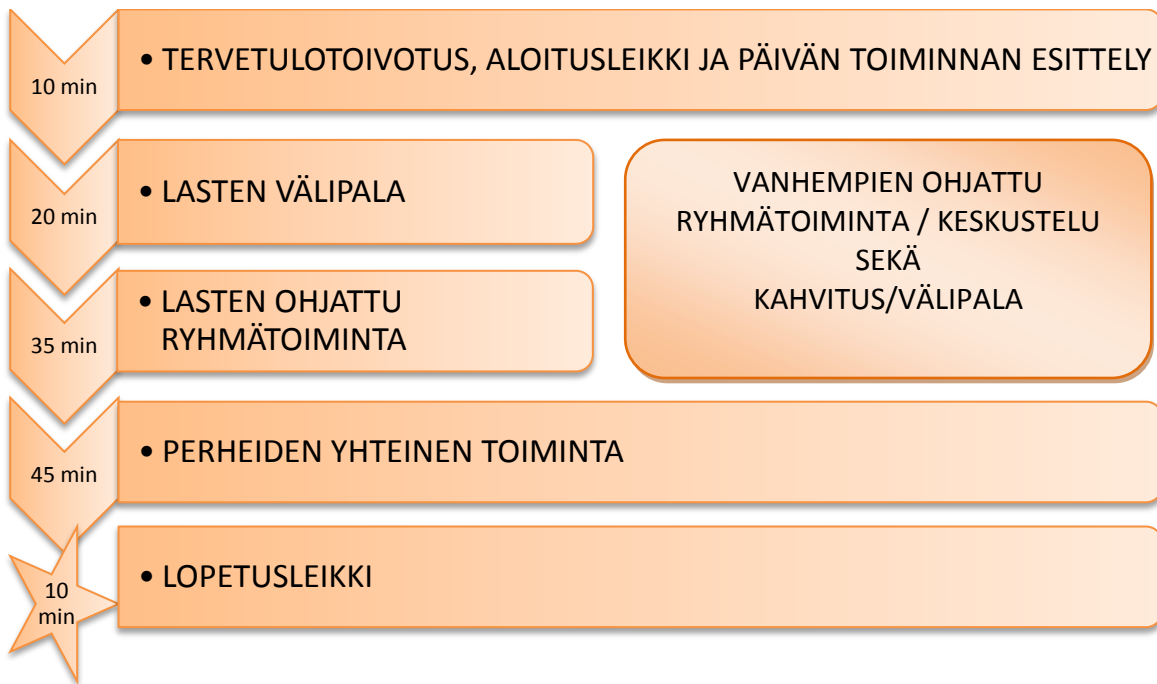 10 min
• TERVETULOTOIVOTUS, ALOITUSLEIKKI JA PÄIVÄN TOIMINNAN ESITTELY
20 min
• LASTEN VÄLIPALA
35 min
• LASTEN OHJATTU
RYHMÄTOIMINTA
VANHEMPIEN OHJATTU
RYHMÄTOIMINTA / KESKUSTELU
SEKÄ
KAHVITUS/VÄLIPALA
45 min
• PERHEIDEN YHTEINEN TOIMINTA
10
min
• LOPETUSLEIKKI